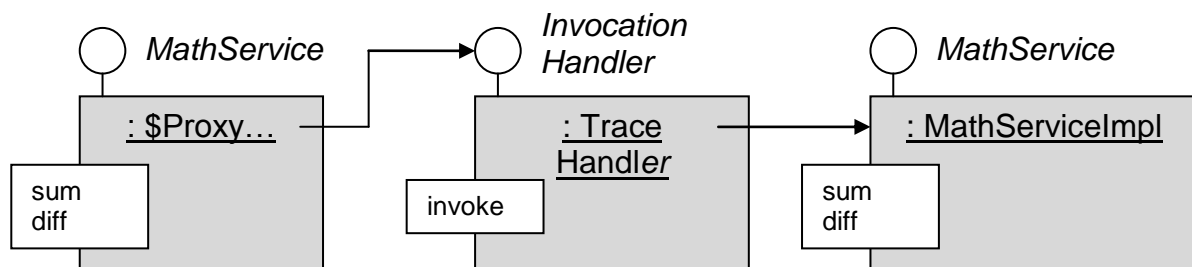 MathService
: $Proxy…
sum
diff
Invocation
Handler
: Trace
Handler
invoke
MathService
: MathServiceImpl
sum
diff